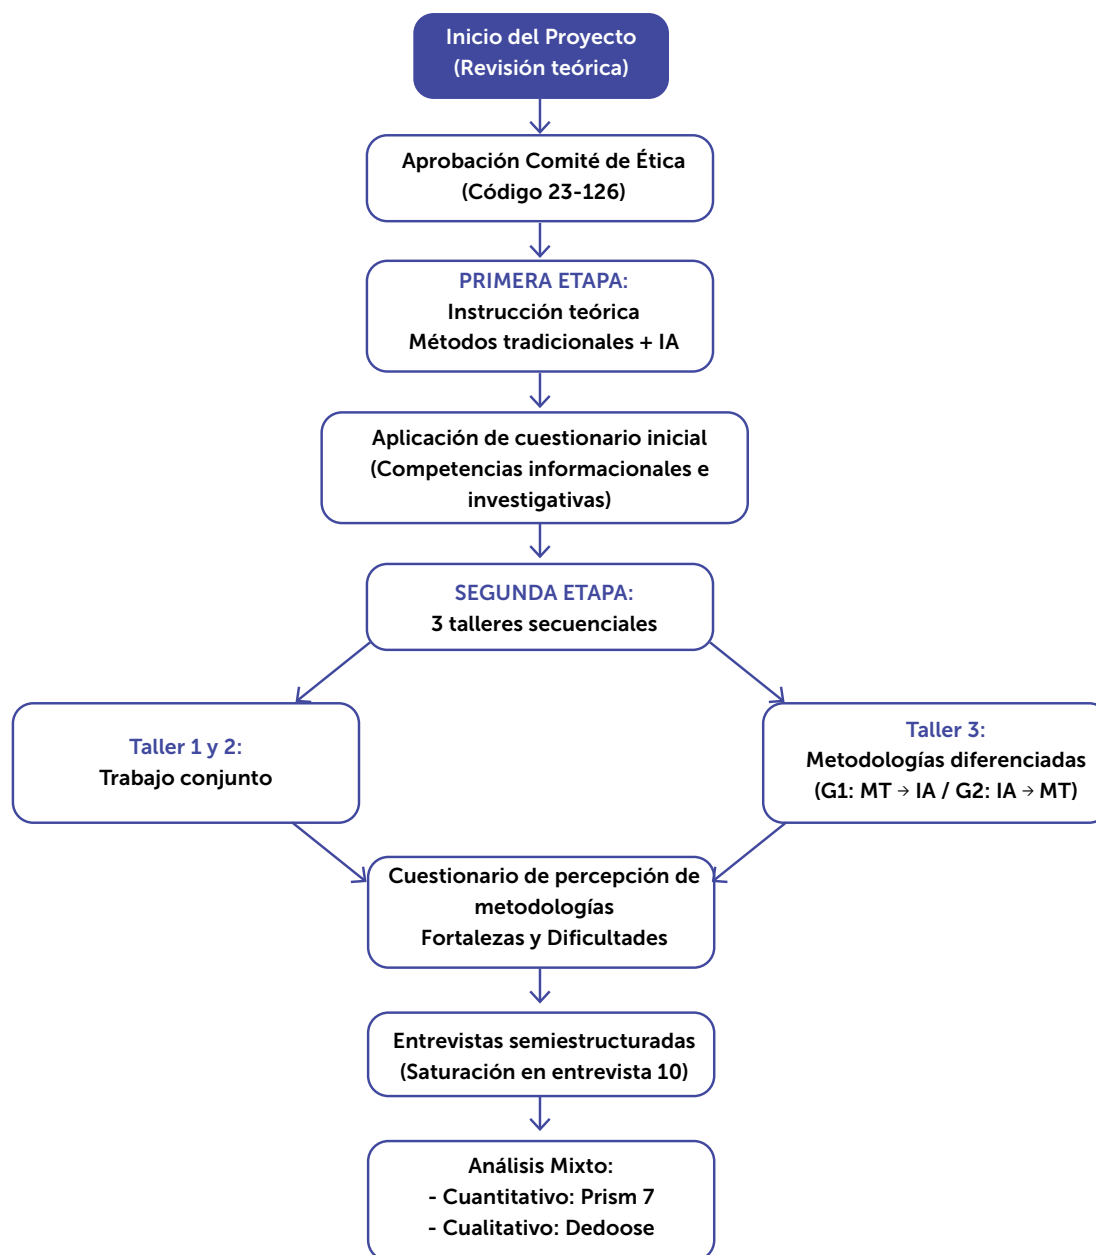 Inicio del Proyecto
(Revisión teórica)
Aprobación Comité de Ética
(Código 23-126)
PRIMERA ETAPA:
Instrucción teórica
Métodos tradicionales + IA
Aplicación de cuestionario inicial
(Competencias informacionales e
investigativas)
SEGUNDA ETAPA:
3 talleres secuenciales
Taller 1 y 2:
Trabajo conjunto
Taller 3:
Metodologías diferenciadas
(G1: MT → IA / G2: IA → MT)
Cuestionario de percepción de
metodologías
Fortalezas y Dificultades
Entrevistas semiestructuradas
(Saturación en entrevista 10)
Análisis Mixto:
- Cuantitativo: Prism 7
- Cualitativo: Dedoose